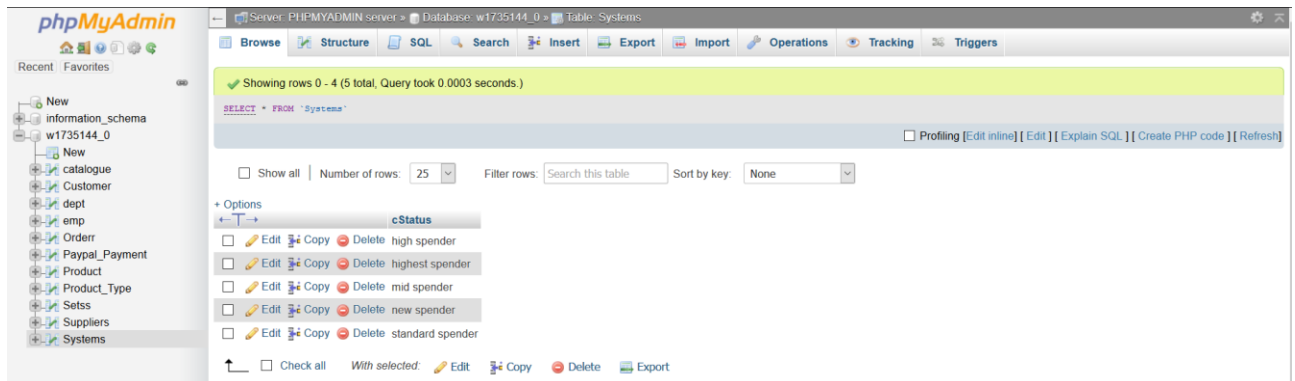 phpMyAdmin
Recent Favorites
New
information_schema
w1735144_0
New
catalogue
Customer
dept
emp
Orderr
Paypal_Payment
Product
Product_Type
Setss
Suppliers
Systems
Server: PHPMYADMIN server » Database: w1735144_0 » Table: Systems
Browse Structure SQL Search Insert Export Import Operations Tracking Triggers
Showing rows 0 - 4 (5 total, Query took 0.0003 seconds.)
SELECT * FROM `Systems`
Profiling [Edit inline] [ Edit ] [ Explain SQL ] [ Create PHP code ] [ Refresh]
Show all | Number of rows: 25 Filter rows: Search this table Sort by key: None
+ Options
←T→ cStatus
Edit Copy Delete high spender
Edit Copy Delete highest spender
Edit Copy Delete mid spender
Edit Copy Delete new spender
Edit Copy Delete standard spender
Check all With selected: Edit Copy Delete Export